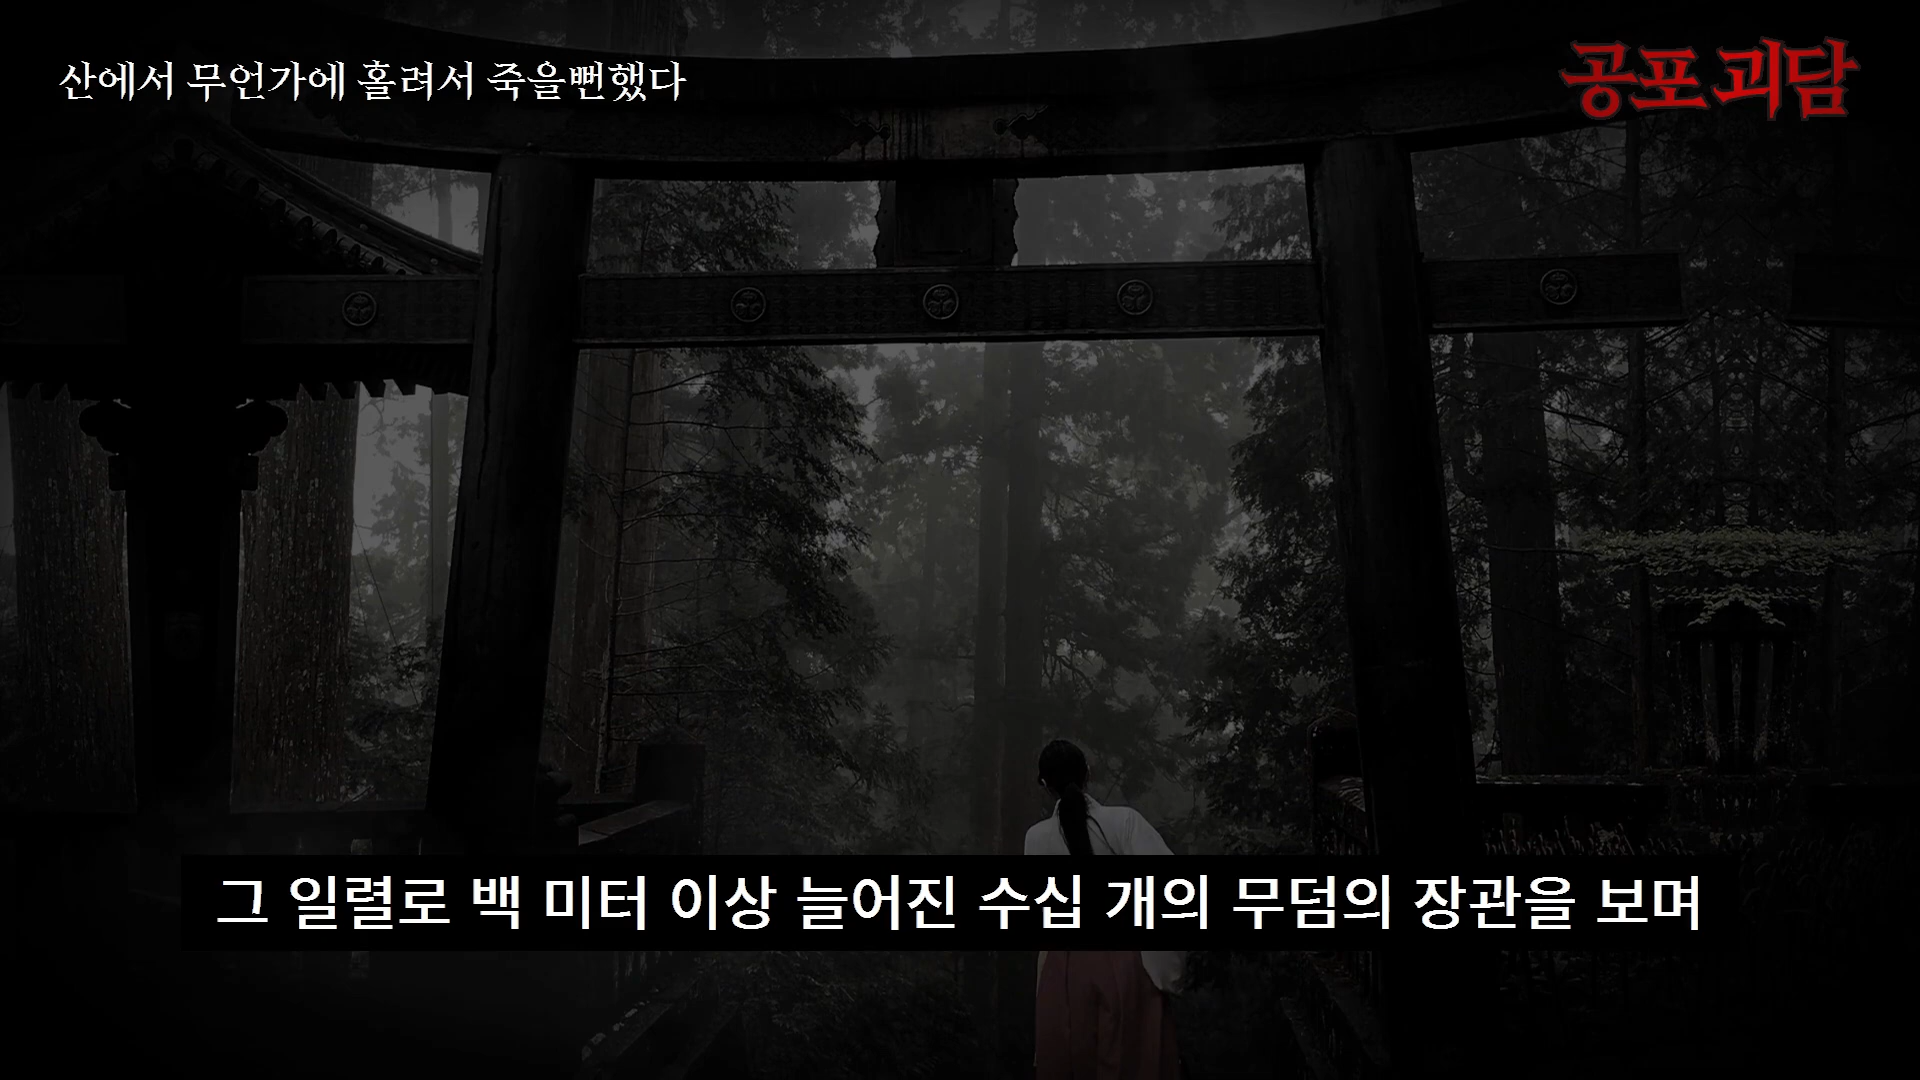 산에서 무언가에 홀려서 죽을뻔했다
공포 괴담
그 일렬로 백 미터 이상 늘어진 수십 개의 무덤의 장관을 보며